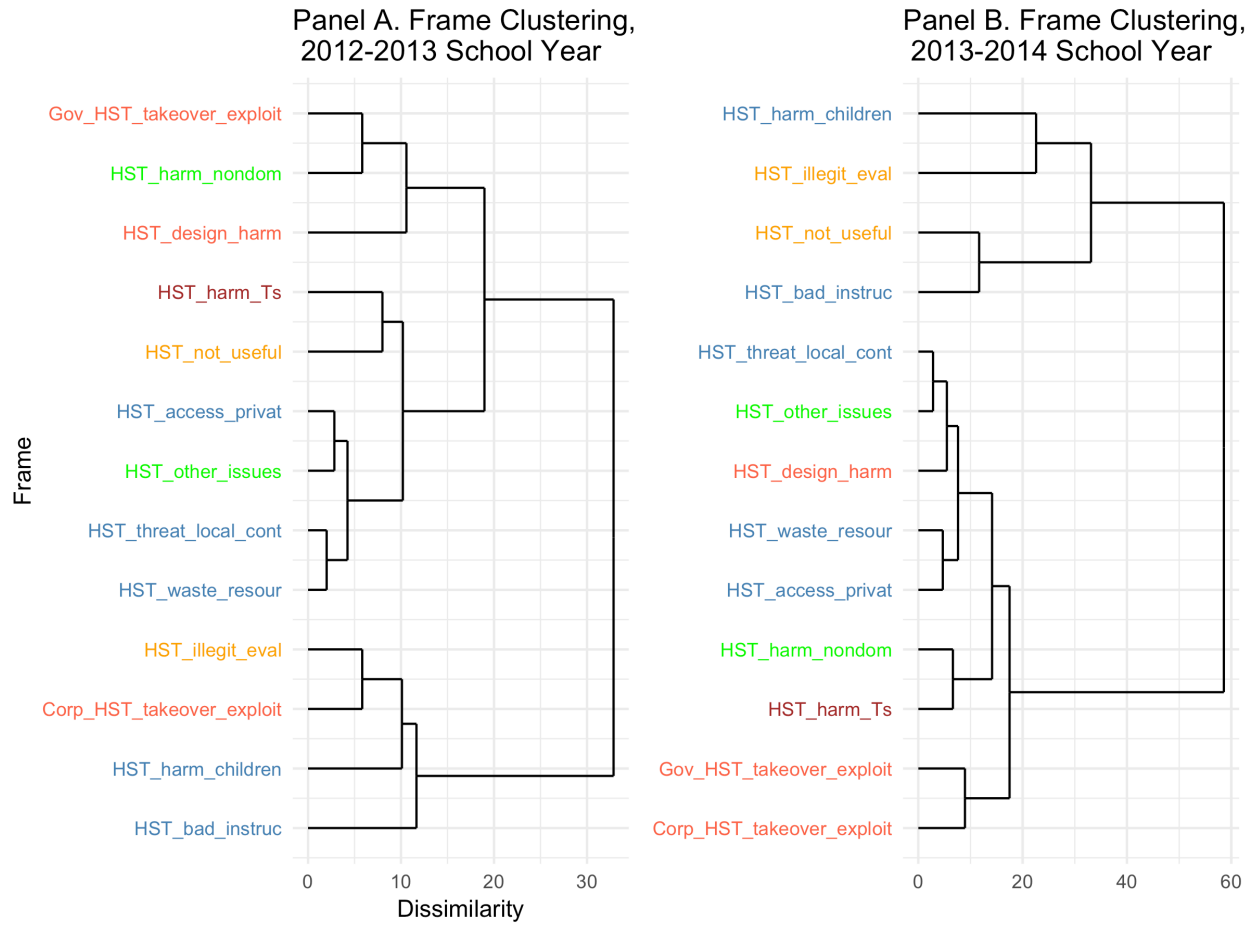 Panel A. Frame Clustering,
2012-2013 School Year
Gov_HST_takeover_exploit
HST_harm_nondom
HST_design_harm
HST_harm_Ts
HST_not_useful
HST_access_privat
HST_other_issues
HST_threat_local_cont
HST_waste_resour
HST_illegit_eval
Corp_HST_takeover_exploit
HST_harm_children
HST_bad_instruc
Frame
0 10 20 30
Dissimilarity
Panel B. Frame Clustering,
2013-2014 School Year
HST_harm_children
HST_illegit_eval
HST_not_useful
HST_bad_instruc
HST_threat_local_cont
HST_other_issues
HST_design_harm
HST_waste_resour
HST_access_privat
HST_harm_nondom
HST_harm_Ts
Gov_HST_takeover_exploit
Corp_HST_takeover_exploit
0 20 40 60